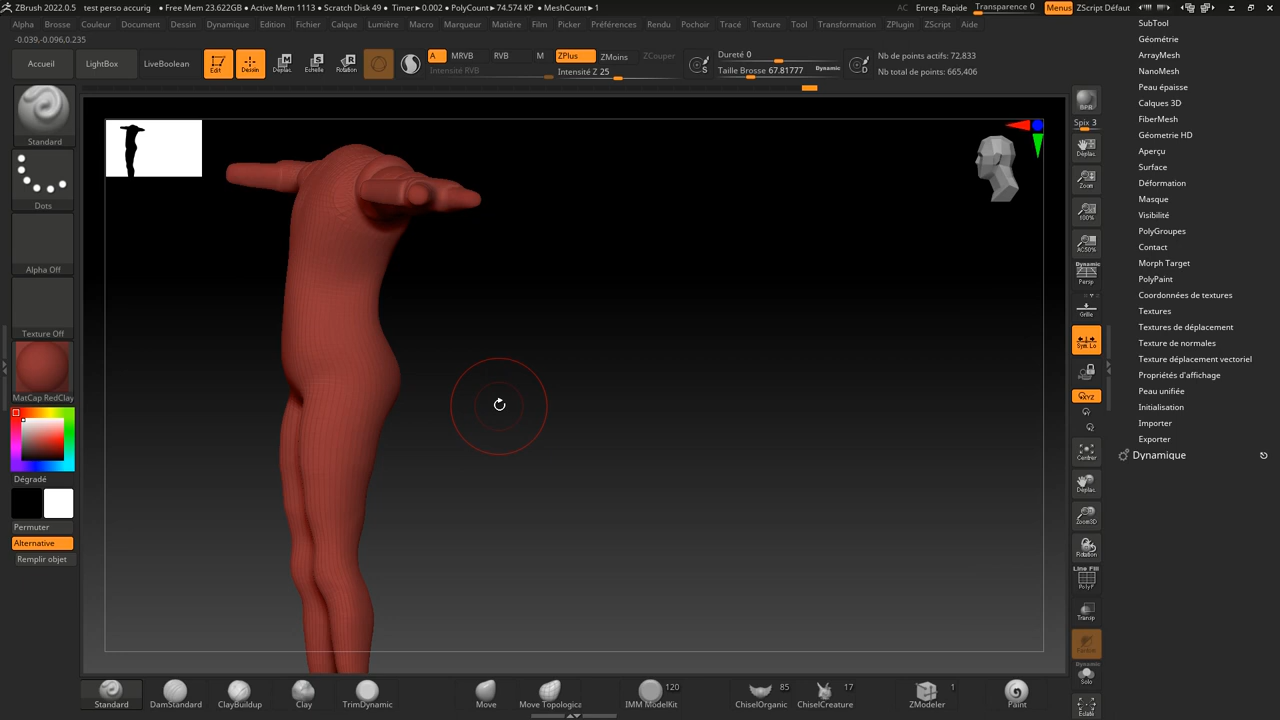 ZBrush 2022.0.5 test perso accurig • Free Mem 23.622GB • Active Mem 1113 • Scratch Disk 49 • Timer▶0.002 • PolyCount▶74.574 KP • MeshCount▶1 AC Enreg. Rapide Transparence 0 Menus ZScript Défaut
Alpha Brosse Couleur Document Dessin Dynamique Edition Fichier Calque Lumière Macro Marqueur Matière Film Picker Préférences Rendu Pochoir Tracé Texture Tool Transformation ZPlugin ZScript Aide
-0.039,-0.096,0.235
Accueil LightBox LiveBoolean Edit Dessin Déplac. Echelle Rotation
A MRVB RVB M ZPlus ZMoins ZCouper
Intensité RVB Intensité Z 25
Dureté 0
Taille Brosse 67.81777 Dynamic
S
D
Nb de points actifs: 72,833
Nb total de points: 665,406
Standard
Dots
Alpha Off
Texture Off
MatCap RedClay
Dégradé
Permuter
Alternative
Remplir objet
BPR
Spix 3
Déplac.
Zoom
100%
AC50%
Dynamic
Persp
Grille
Sym.Lo
XYZ
Centrer
Déplac.
Zoom3D
Rotation
Line Fill
PolyF
Transp
Dynamic
Solo
Eclaté
SubTool
Géométrie
ArrayMesh
NanoMesh
Peau épaisse
Calques 3D
FiberMesh
Géometrie HD
Aperçu
Surface
Déformation
Masque
Visibilité
PolyGroupes
Contact
Morph Target
PolyPaint
Coordonnées de textures
Textures
Textures de déplacement
Texture de normales
Texture déplacement vectoriel
Propriétés d'affichage
Peau unifiée
Initialisation
Importer
Exporter
Dynamique
Standard DamStandard ClayBuildup Clay TrimDynamic Move Topologica IMM ModelKit 120 ChiselOrganic 85 ChiselCreature 17 ZModeler 1 Paint